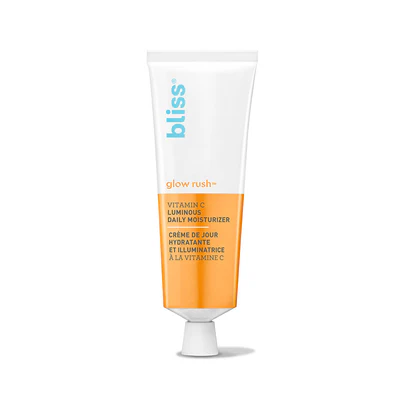 bliss®
glow rush™
VITAMIN C
LUMINOUS
DAILY MOISTURIZER
CRÈME DE JOUR
HYDRATANTE
ET ILLUMINATRICE
À LA VITAMINE C